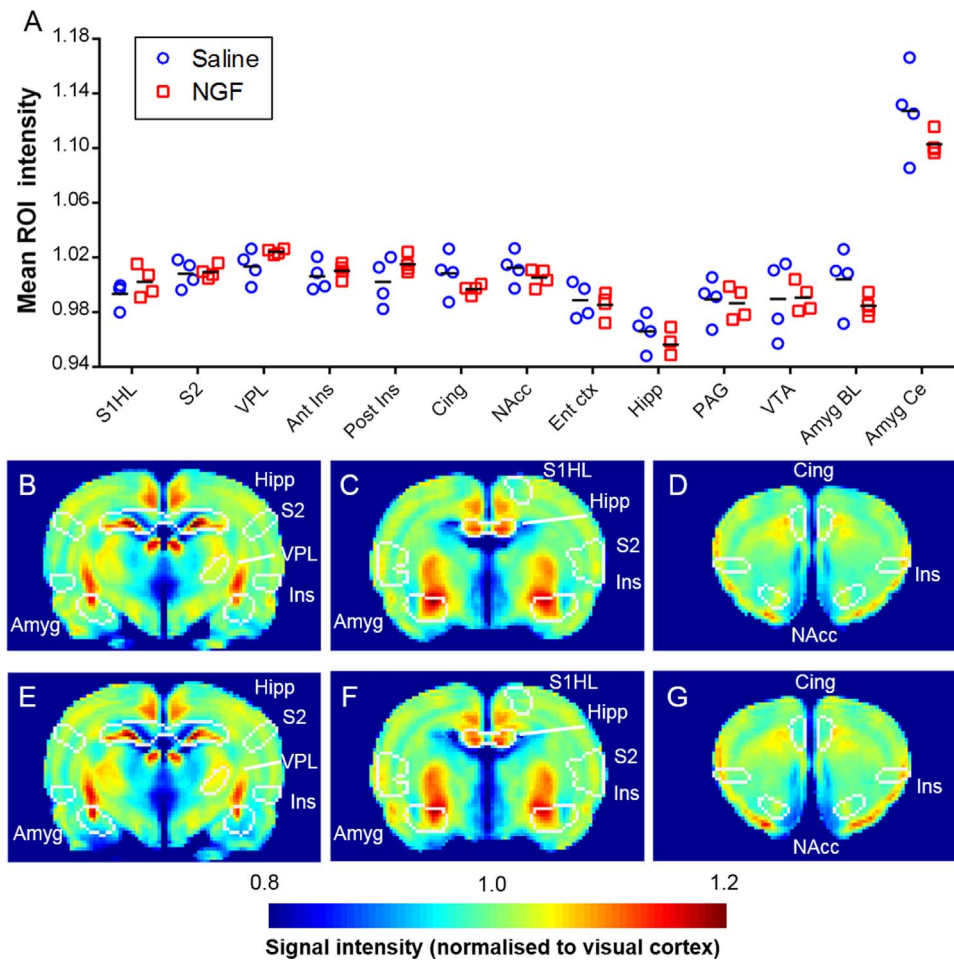 A
1.18
Saline
NGF
1.14
1.10
1.06
1.02
0.98
0.94
Mean ROI intensity
S1HL
S2
VPL
Ant Ins
Post Ins
Cing
NAcc
Ent ctx
Hipp
PAG
VTA
Amyg BL
Amyg Ce
B
Hipp
S2
VPL
Ins
Amyg
C
S1HL
Hipp
S2
Ins
Amyg
D
Cing
Ins
NAcc
E
Hipp
S2
VPL
Ins
Amyg
F
S1HL
Hipp
S2
Ins
Amyg
G
Cing
Ins
NAcc
0.8 1.0 1.2
Signal intensity (normalised to visual cortex)